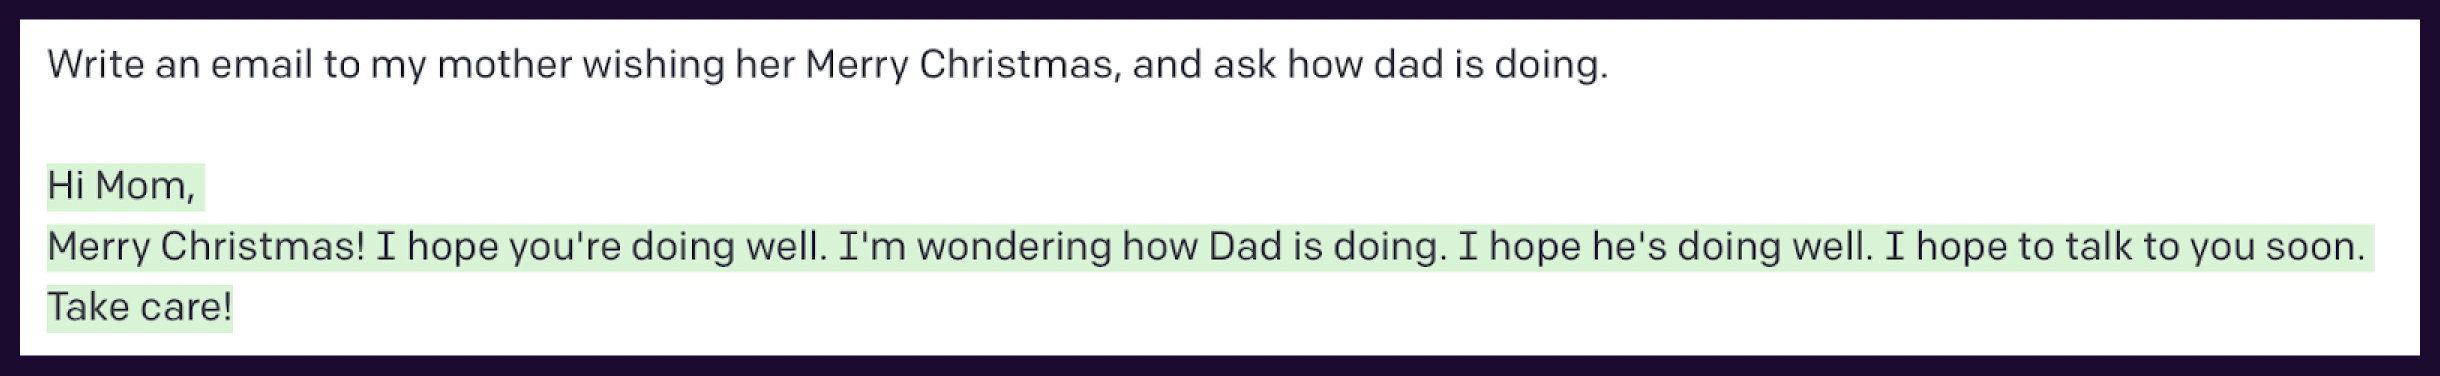 Write an email to my mother wishing her Merry Christmas, and ask how dad is doing.
Hi Mom,
Merry Christmas! I hope you're doing well. I'm wondering how Dad is doing. I hope he's doing well. I hope to talk to you soon.
Take care!